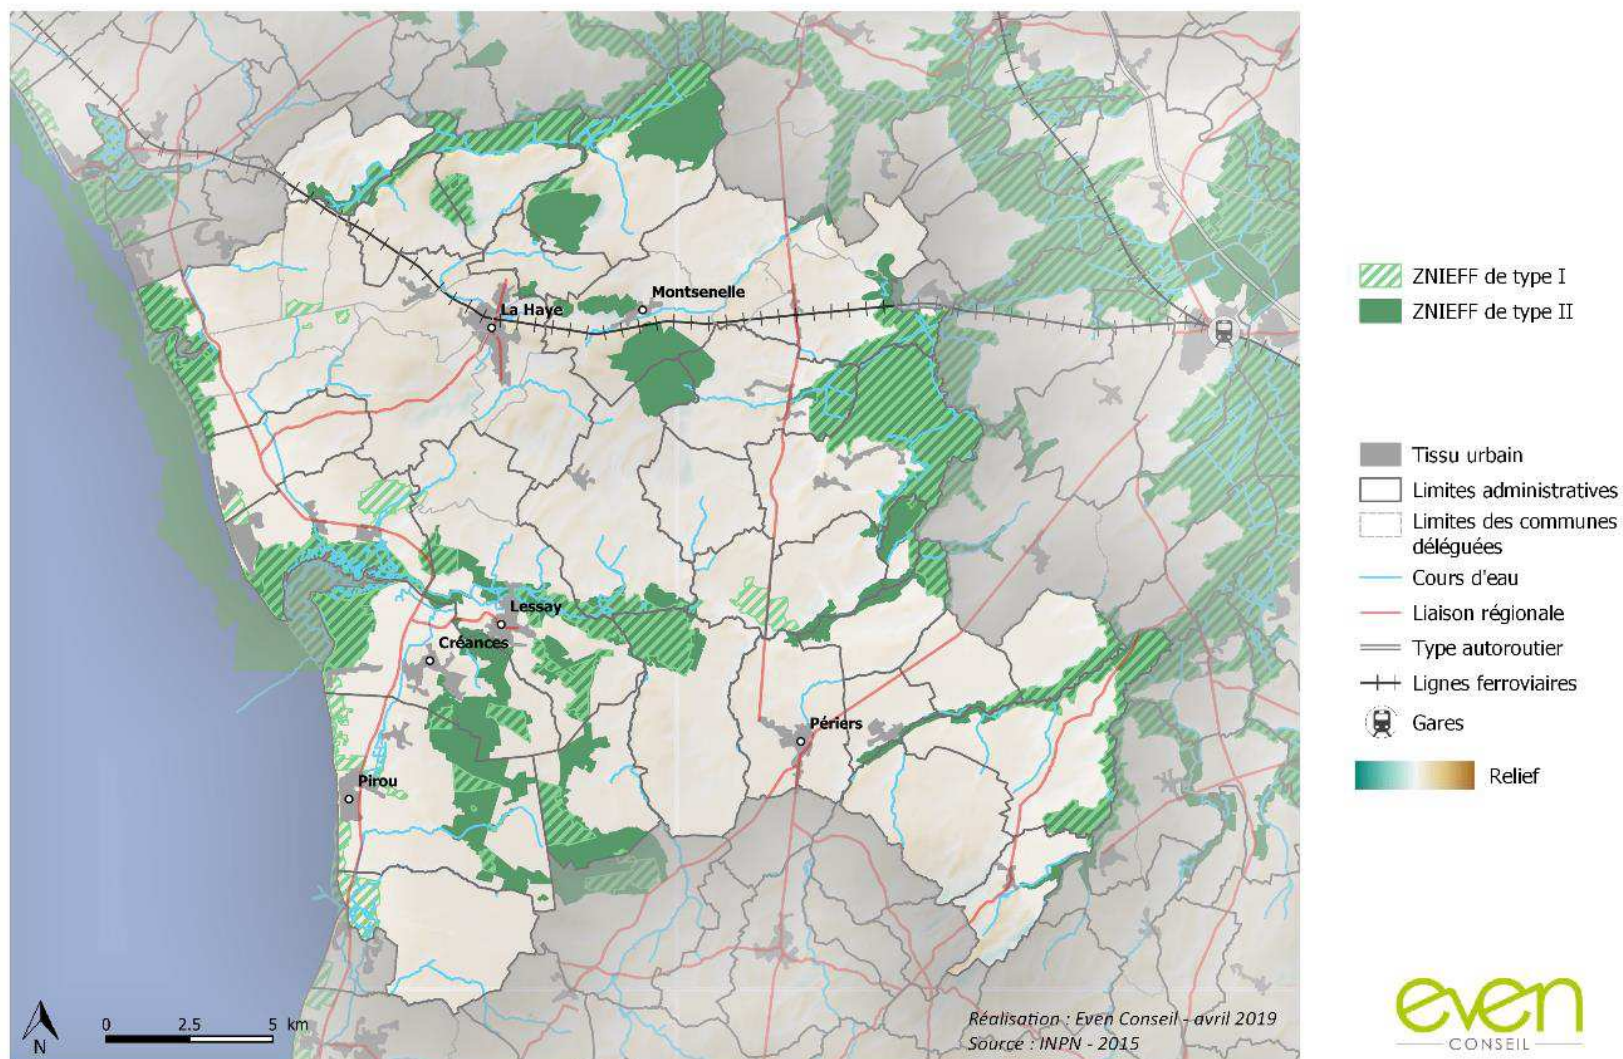 La Haye
Montsenelle
Lessay
Créances
Périers
Pirou
0 2.5 5 km
N
Réalisation : Even Conseil - avril 2019
Source : INPN - 2015
ZNIEFF de type I
ZNIEFF de type II
Tissu urbain
Limites administratives
Limites des communes
déléguées
Cours d'eau
Liaison régionale
Type autoroutier
Lignes ferroviaires
Gares
Relief
even
CONSEIL